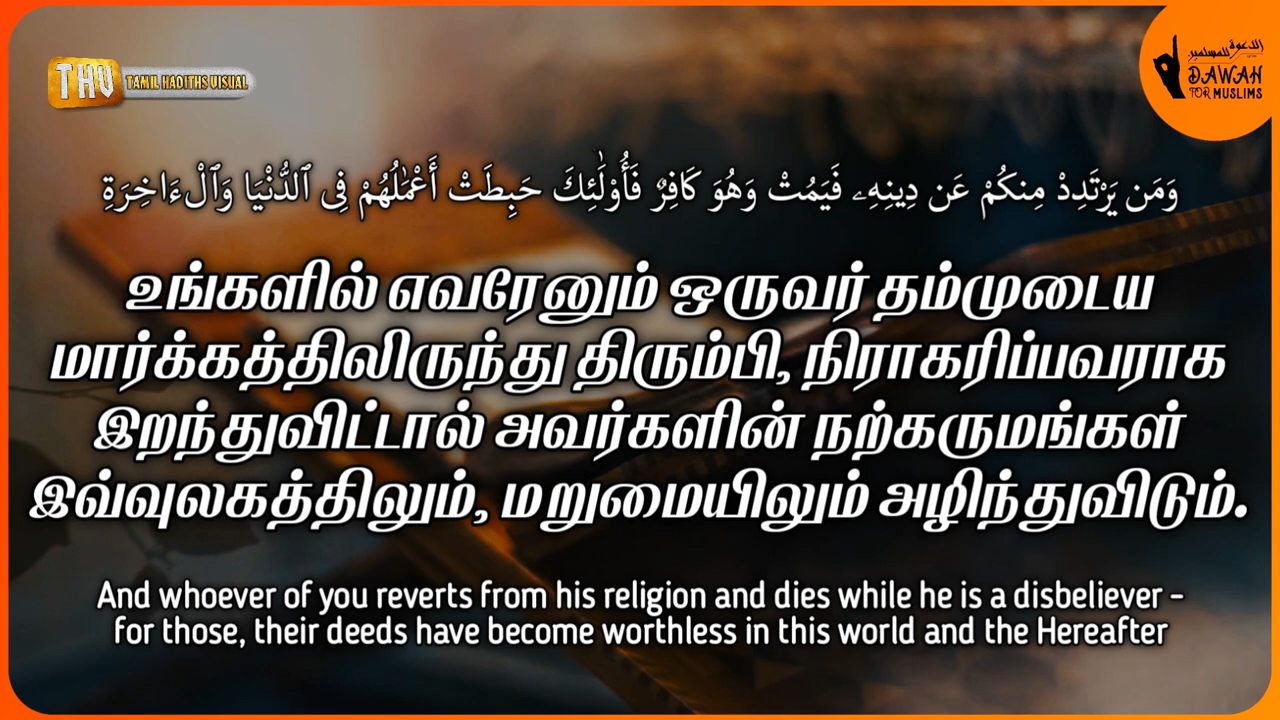 THV TAMIL HADITHS VISUAL
الدعوة للمسلمين
DAWAH
FOR MUSLIMS
وَمَن يَرْتَدِدْ مِنكُمْ عَن دِينِهِۦ فَيَمُتْ وَهُوَ كَافِرٌ فَأُو۟لَٰٓئِكَ حَبِطَتْ أَعْمَٰلُهُمْ فِى ٱلدُّنْيَا وَٱلْءَاخِرَةِ
உங்களில் எவரேனும் ஒருவர் தம்முடைய
மார்க்கத்திலிருந்து திரும்பி, நிராகரிப்பவராக
இறந்துவிட்டால் அவர்களின் நற்கருமங்கள்
இவ்வுலகத்திலும், மறுமையிலும் அழிந்துவிடும்.
And whoever of you reverts from his religion and dies while he is a disbeliever -
for those, their deeds have become worthless in this world and the Hereafter